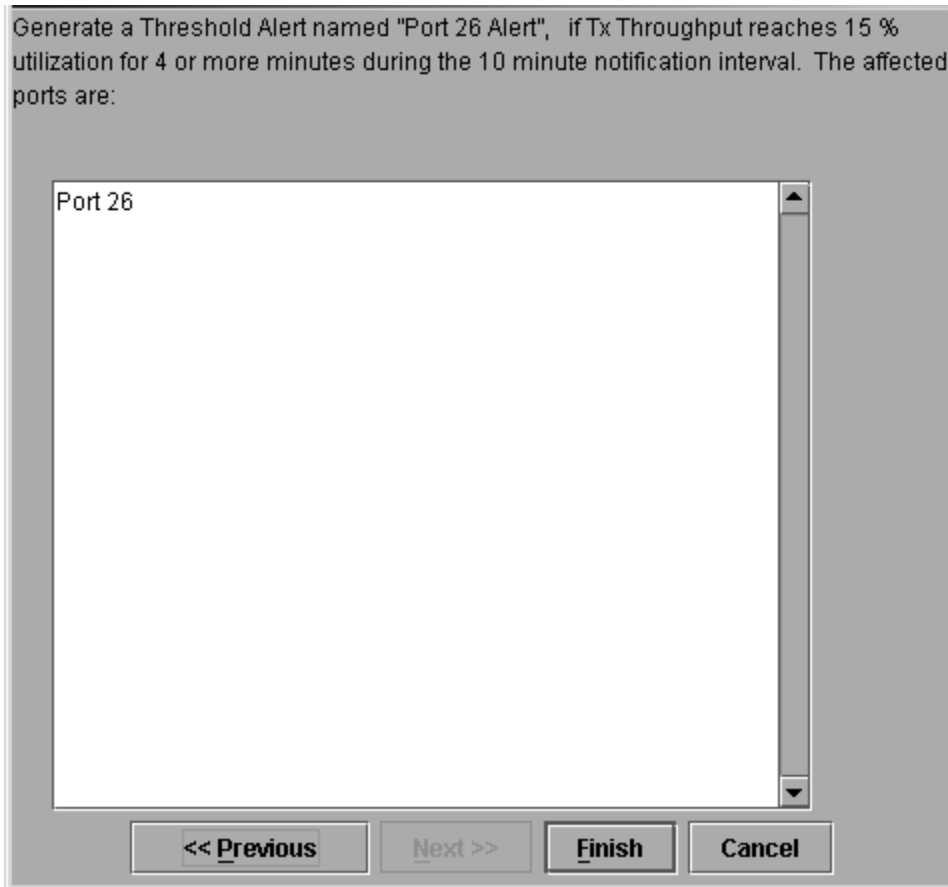 Generate a Threshold Alert named "Port 26 Alert",   if Tx Throughput reaches 15 %
utilization for 4 or more minutes during the 10 minute notification interval.  The affected
ports are:
Port 26
<< Previous
Next >>
Finish
Cancel